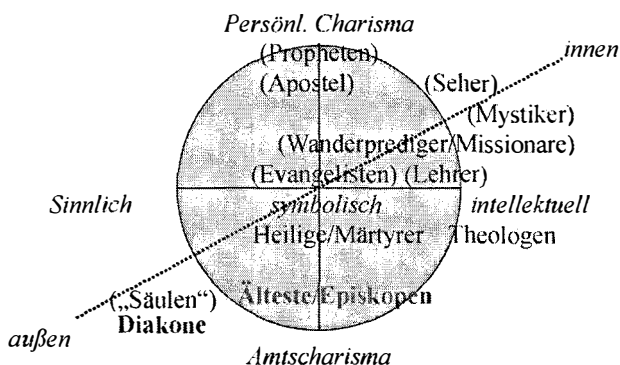 Persönl. Charisma
(Propheten)
innen
(Apostel)
(Seher)
(Mystiker)
(Wanderprediger/Missionare)
(Evangelisten) (Lehrer)
Sinnlich
symbolisch
intellektuell
Heilige/Märtyrer
Theologen
(„Säulen“)
Älteste/Episkopen
Diakone
außen
Amtscharisma